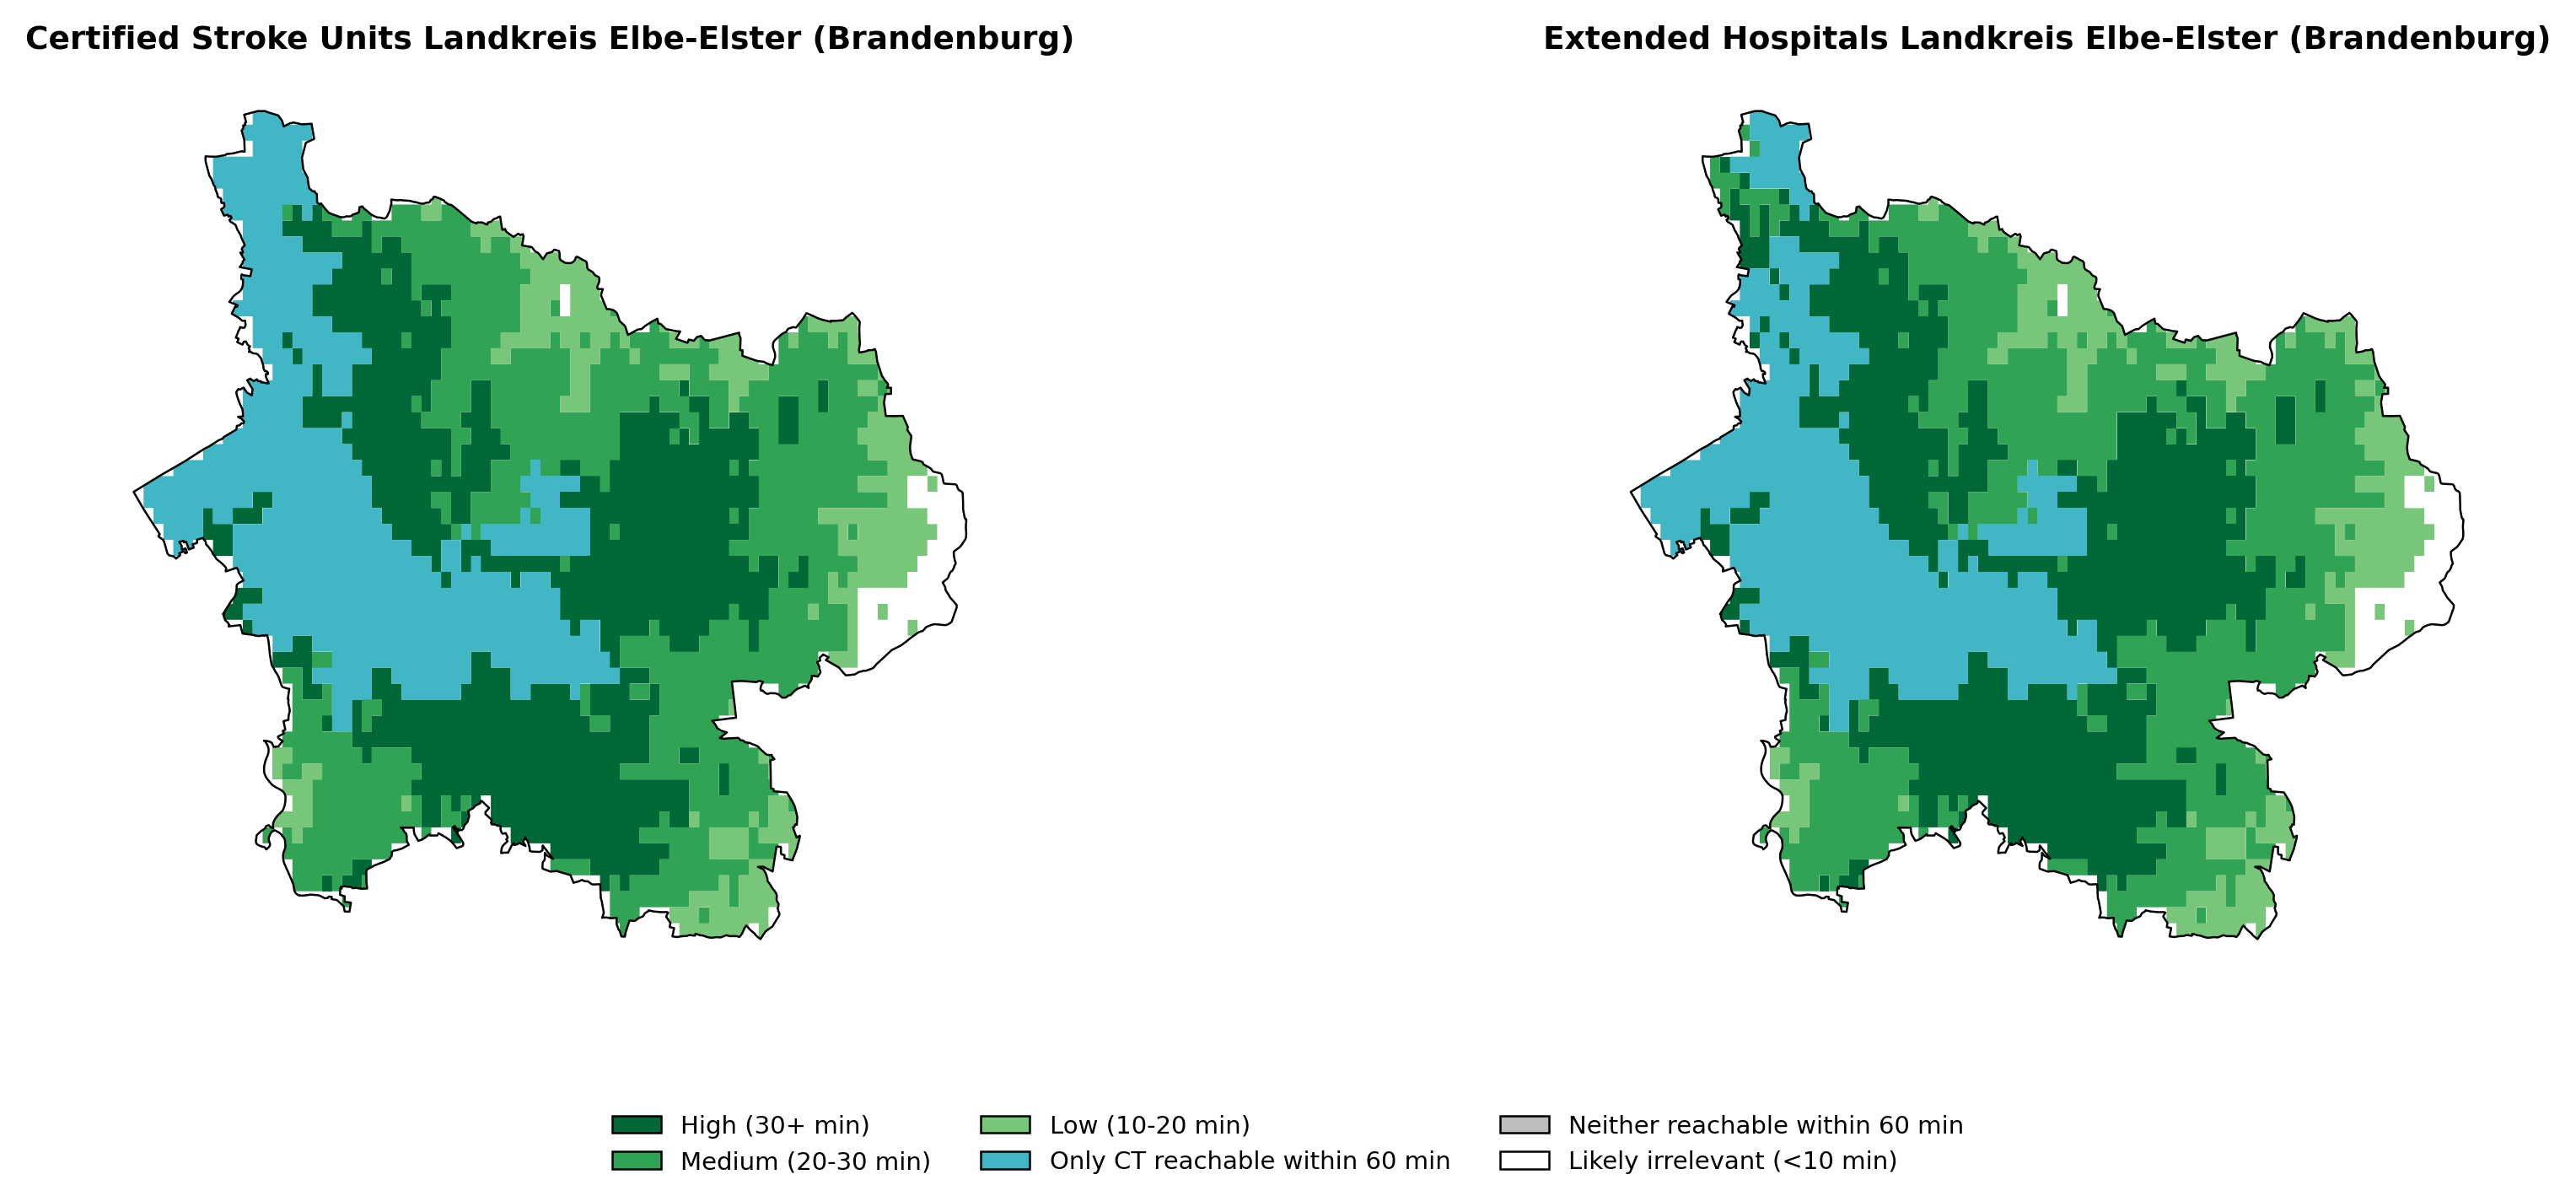 Certified Stroke Units Landkreis Elbe-Elster (Brandenburg)
Extended Hospitals Landkreis Elbe-Elster (Brandenburg)
High (30+ min)
Medium (20-30 min)
Low (10-20 min)
Only CT reachable within 60 min
Neither reachable within 60 min
Likely irrelevant (<10 min)